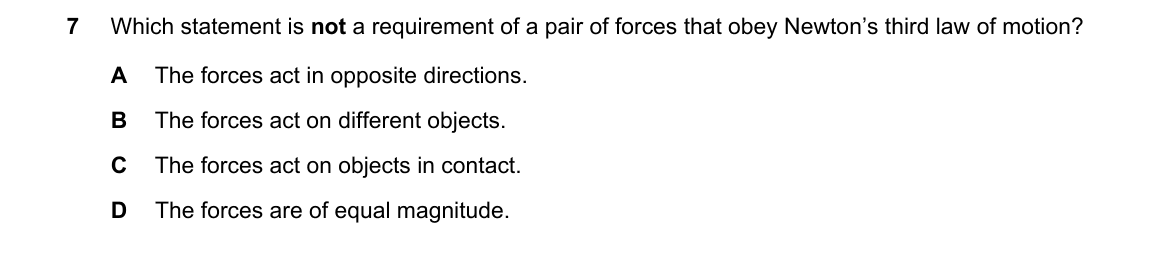 7 Which statement is not a requirement of a pair of forces that obey Newton’s third law of motion?
A The forces act in opposite directions.
B The forces act on different objects.
C The forces act on objects in contact.
D The forces are of equal magnitude.